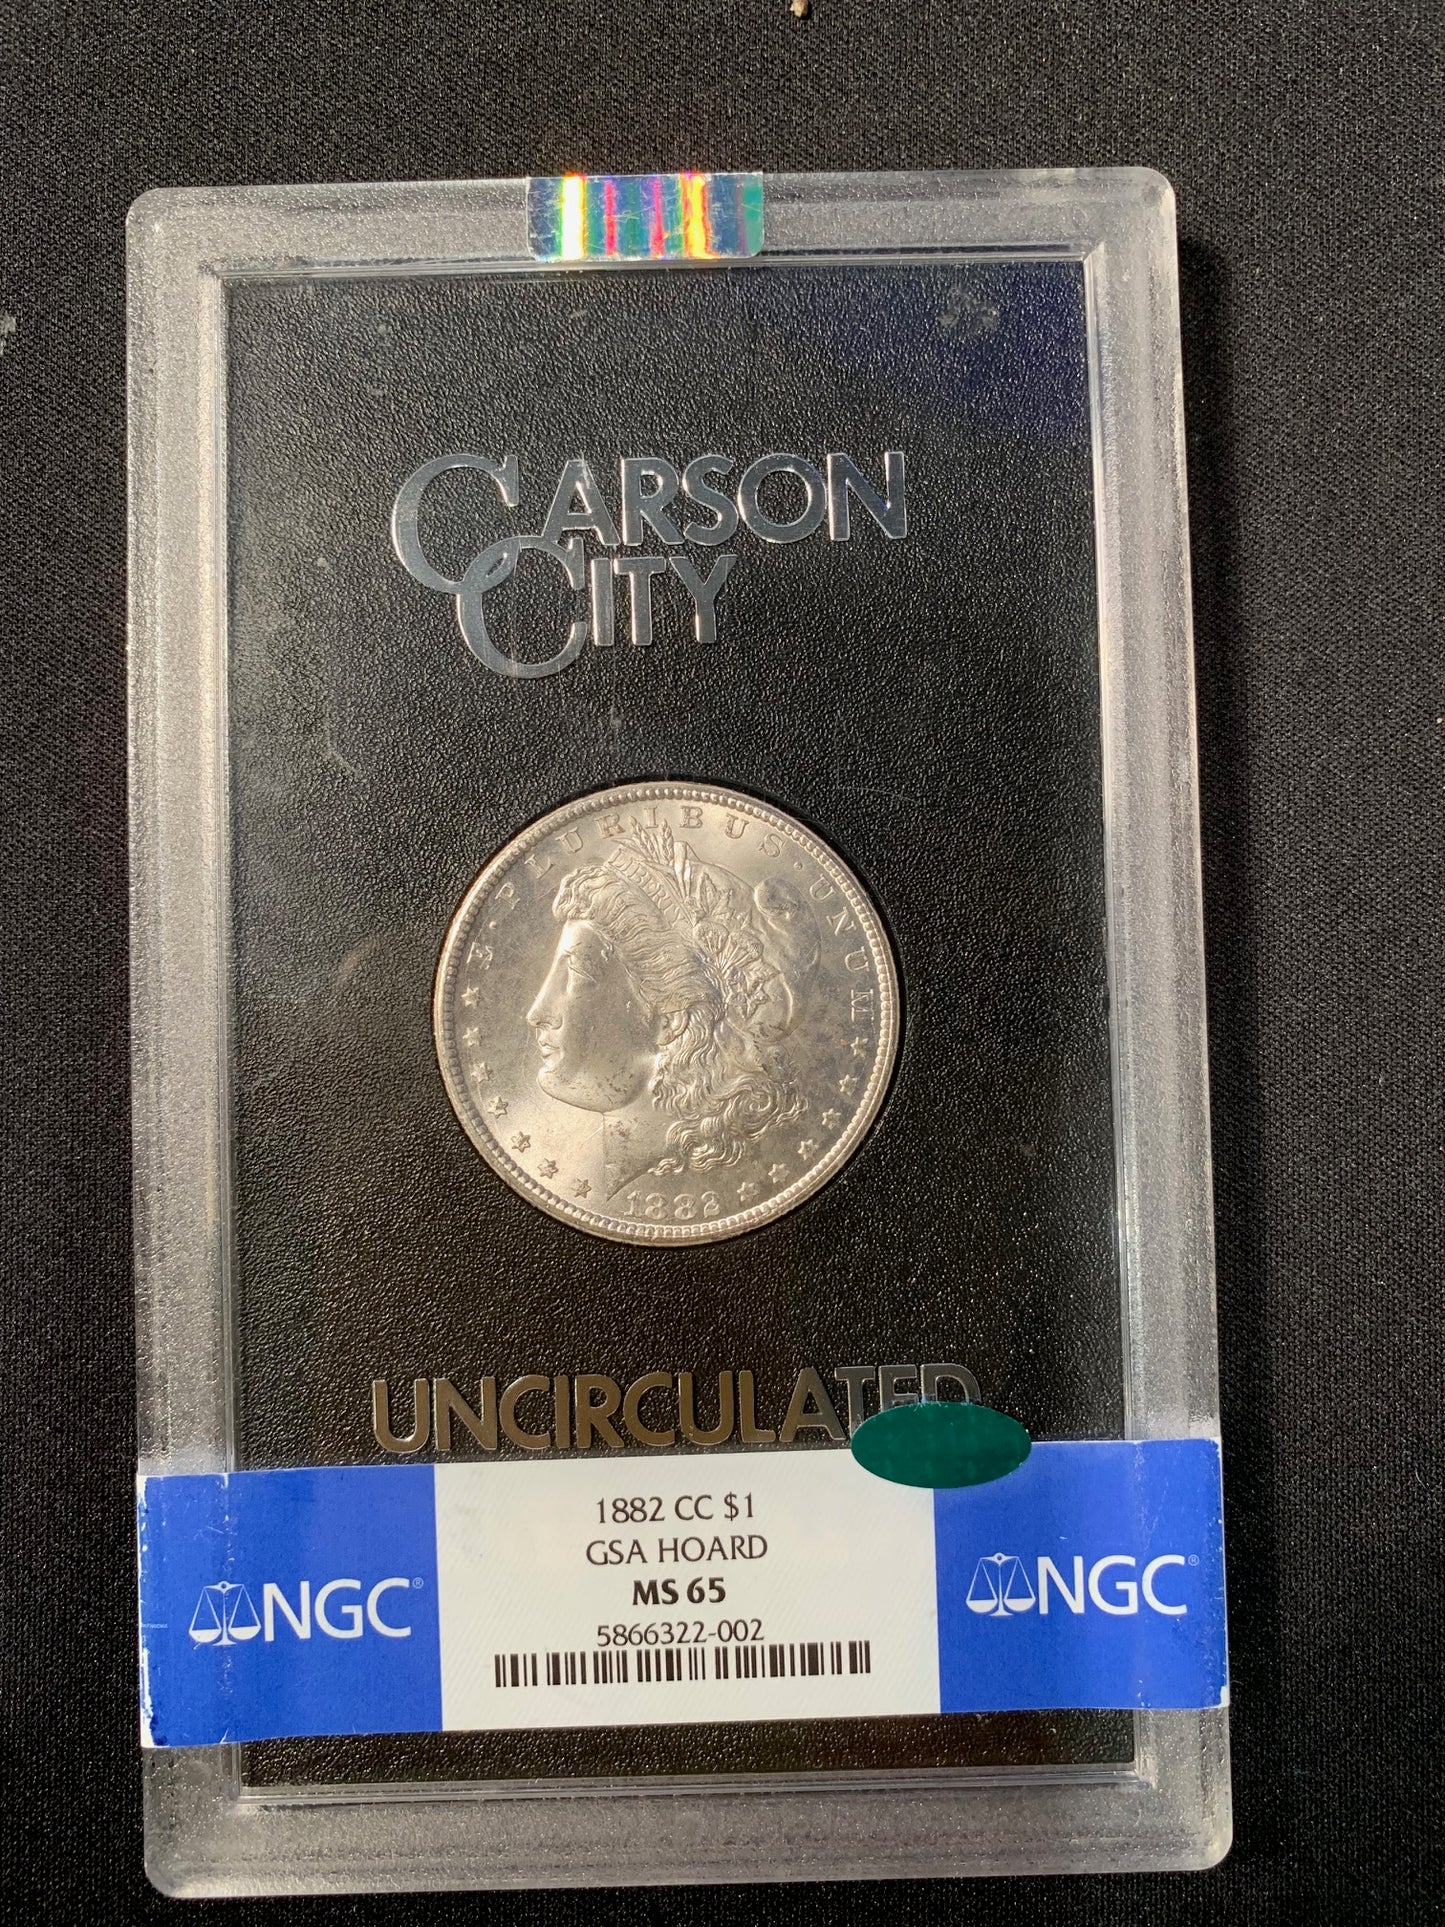 CARSON
CITY
E·PLURIBUS·UNUM
LIBERTY
1882
UNCIRCULATED
1882 CC $1
GSA HOARD
MS 65
5866322-002
NGC®
NGC®